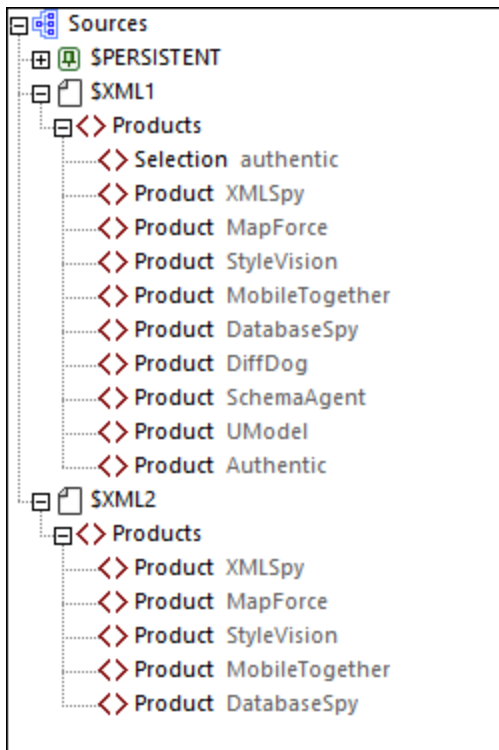 Sources
$PERSISTENT
$XML1
Products
Selection authentic
Product XMLSpy
Product MapForce
Product StyleVision
Product MobileTogether
Product DatabaseSpy
Product DiffDog
Product SchemaAgent
Product UModel
Product Authentic
$XML2
Products
Product XMLSpy
Product MapForce
Product StyleVision
Product MobileTogether
Product DatabaseSpy